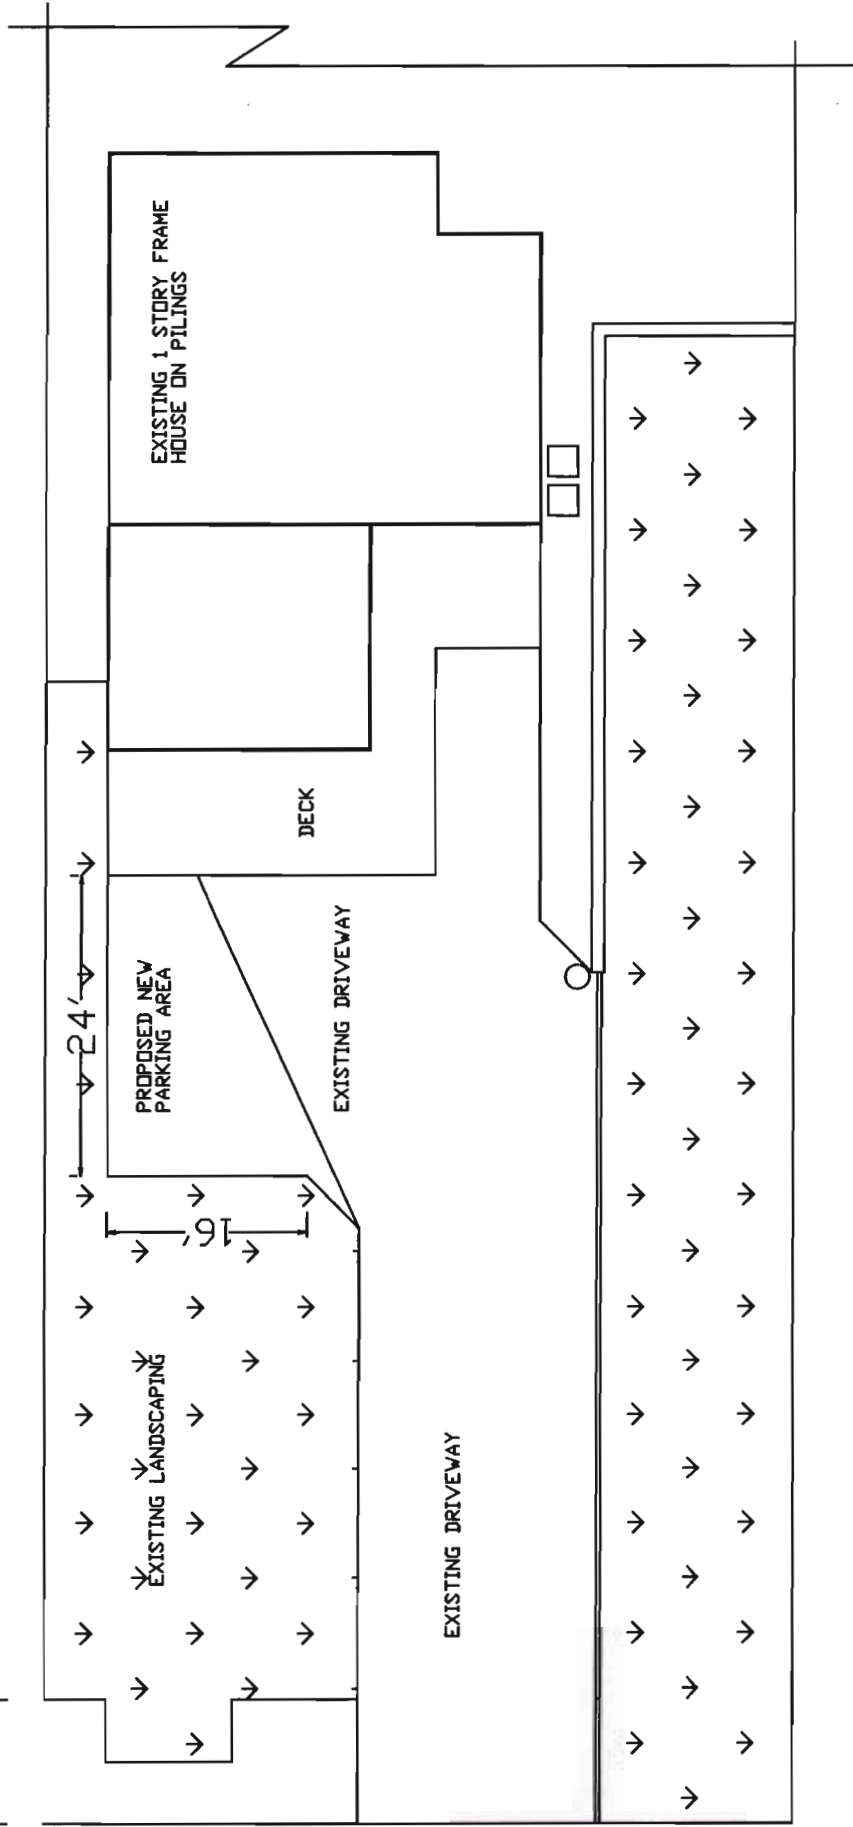 EXISTING 1 STORY FRAME
HOUSE ON PILINGS
DECK
24'
PROPOSED NEW
PARKING AREA
EXISTING DRIVEWAY
16'
EXISTING LANDSCAPING
EXISTING DRIVEWAY